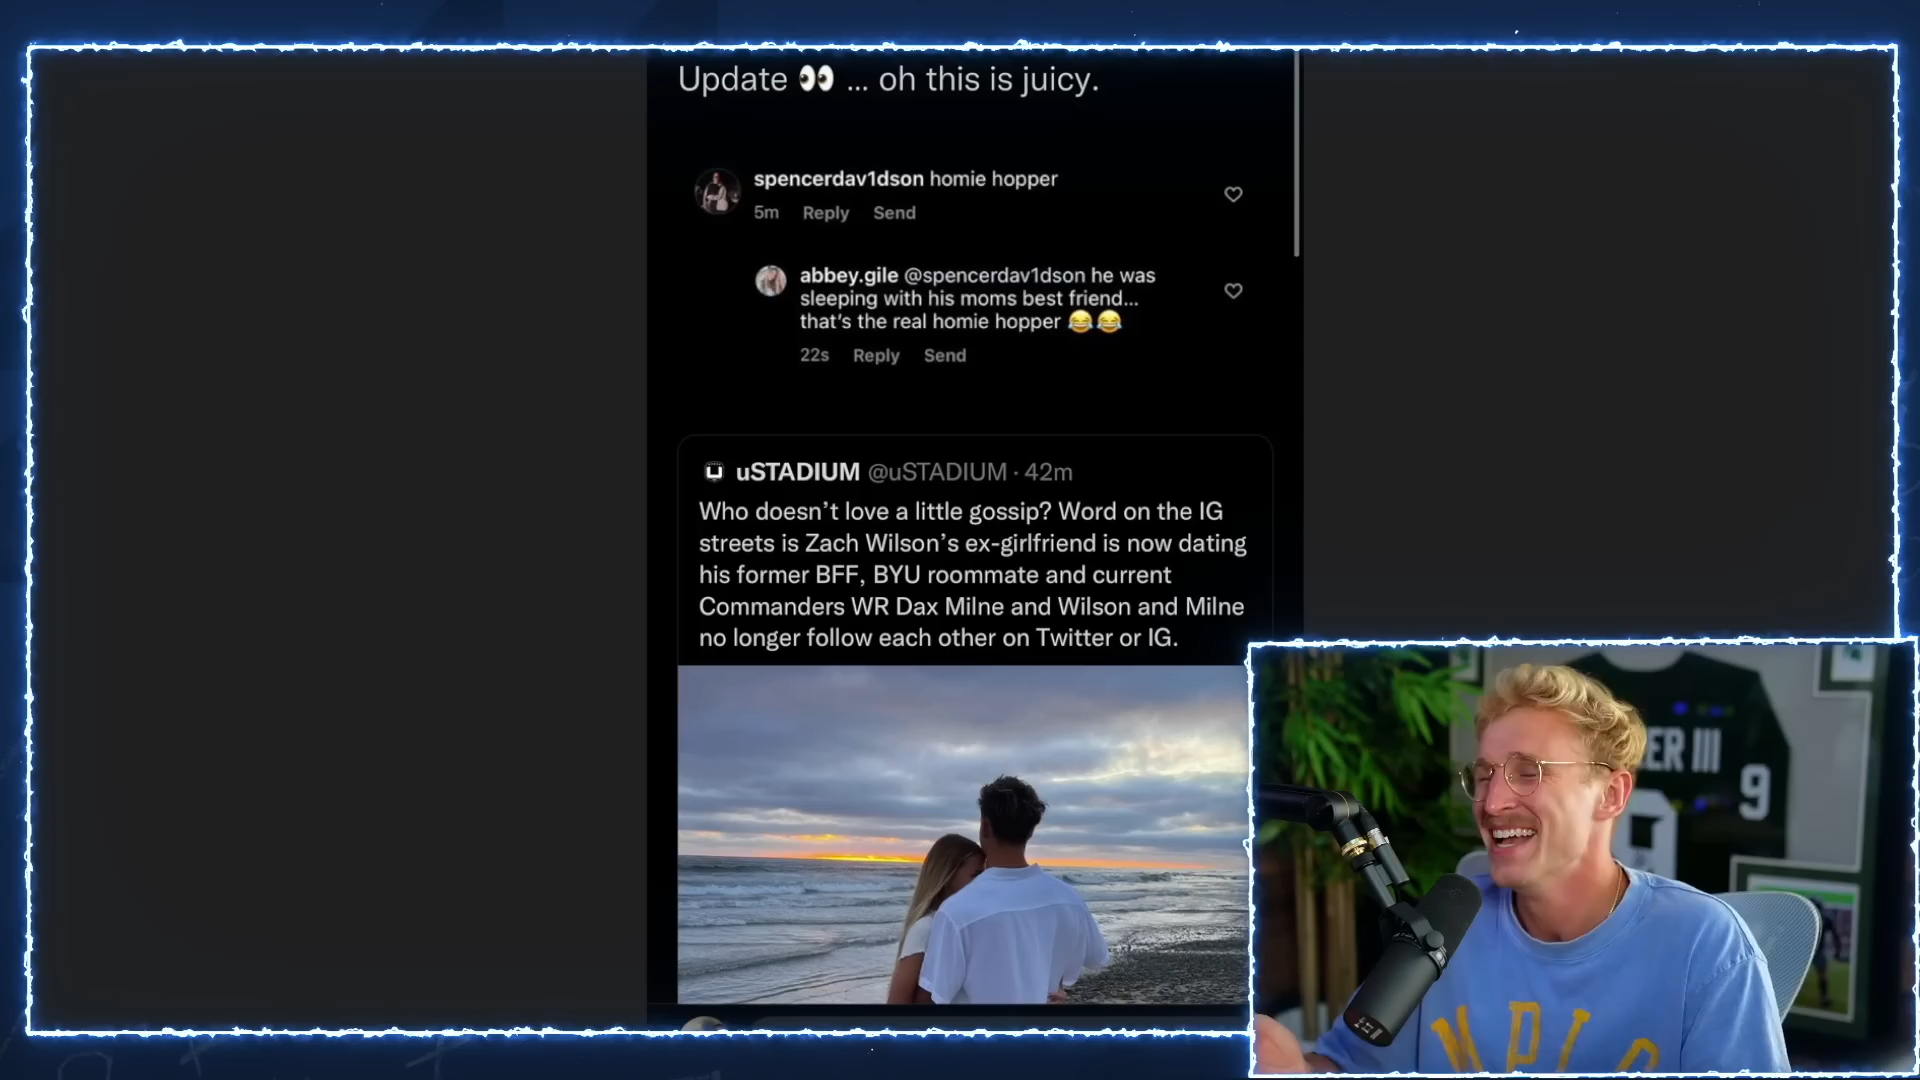 Update 👀 ... oh this is juicy.
spencerdav1dson homie hopper
5m Reply Send
abbey.gile @spencerdav1dson he was
sleeping with his moms best friend...
that's the real homie hopper 😂😂
22s Reply Send
uSTADIUM @uSTADIUM · 42m
Who doesn’t love a little gossip? Word on the IG
streets is Zach Wilson’s ex-girlfriend is now dating
his former BFF, BYU roommate and current
Commanders WR Dax Milne and Wilson and Milne
no longer follow each other on Twitter or IG.
ER III
9